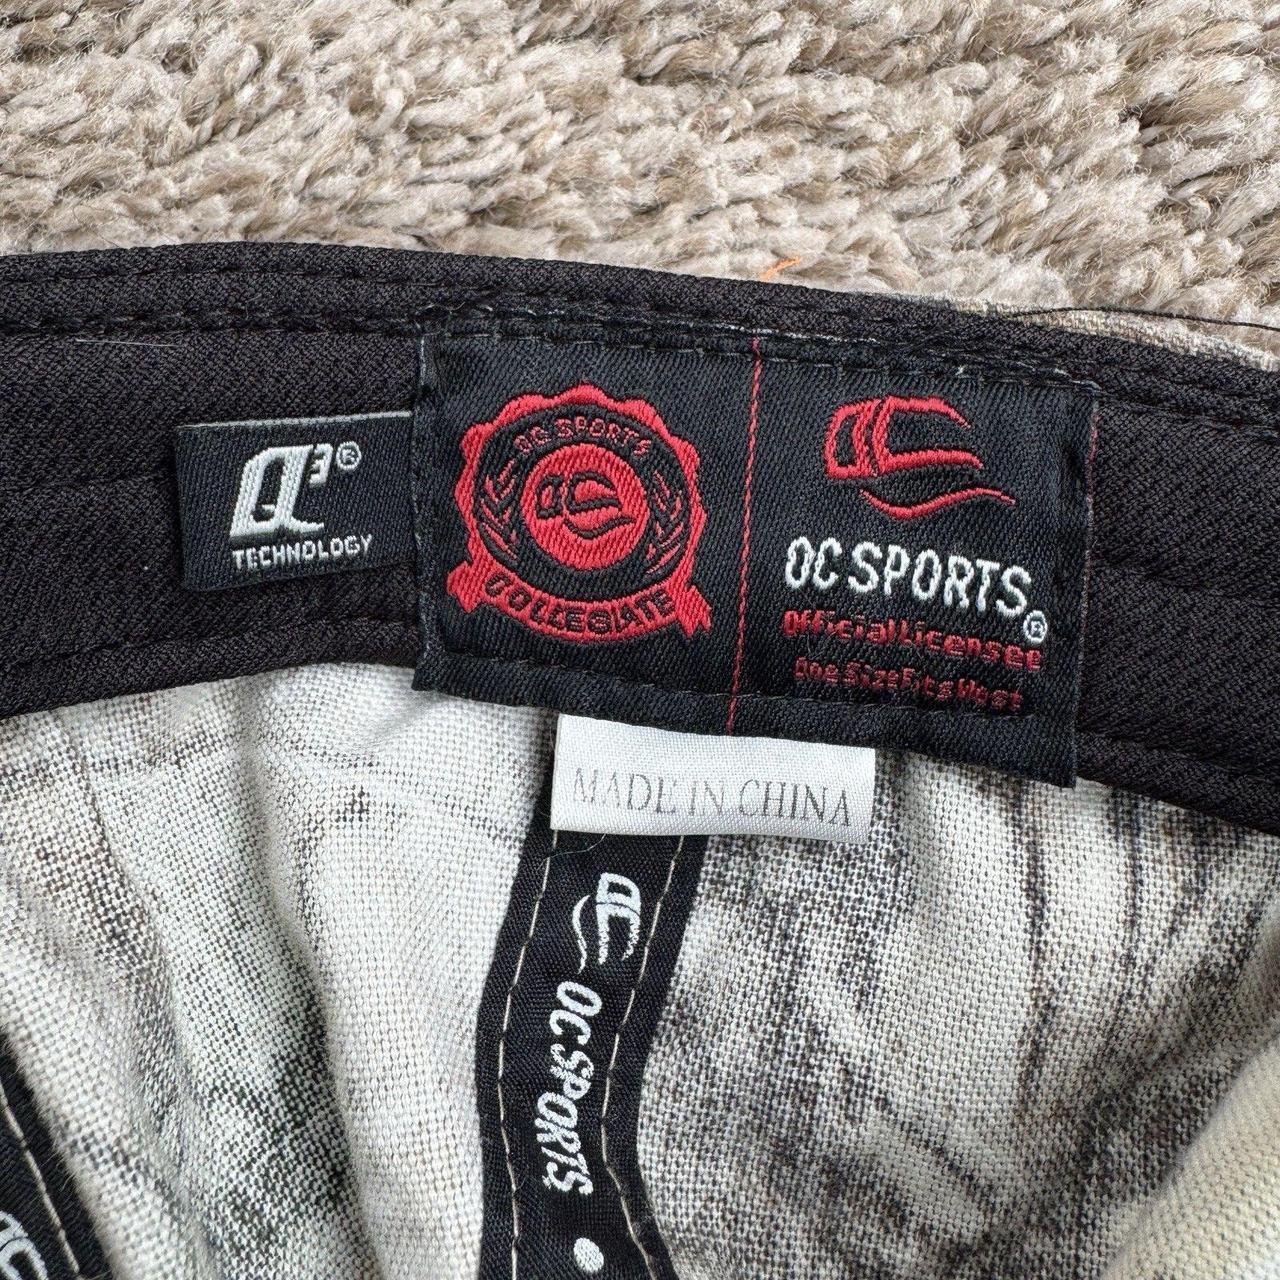 Q3®
TECHNOLOGY
OC SPORTS
OC
COLLEGIATE
OC SPORTS®
Official Licensee
One Size Fits Most
MADE IN CHINA
OC
OC SPORTS
OC